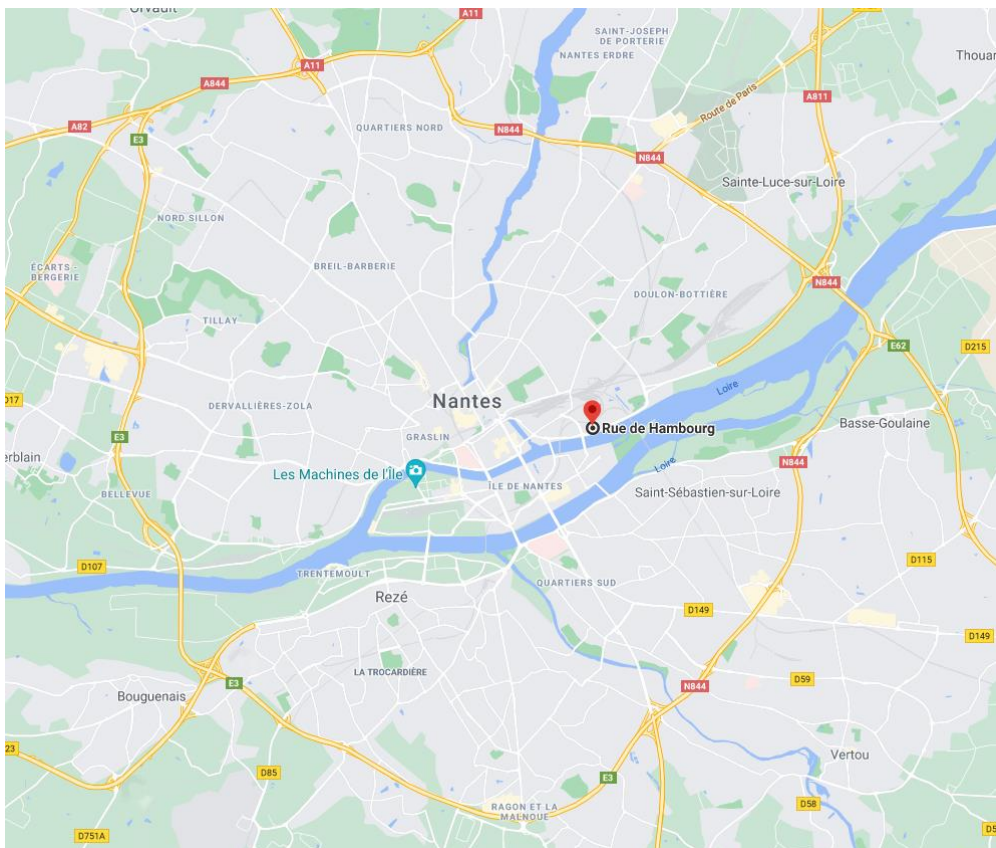 Orvault
A11
SAINT-JOSEPH
DE PORTERIE
NANTES ERDRE
Thouar
A11
A844
A811
Route de Paris
A82
E3
QUARTIERS NORD
N844
N844
Sainte-Luce-sur-Loire
NORD SILLON
ÉCARTS -
BERGERIE
BREIL-BARBERIE
N844
DOULON-BOTTIÈRE
TILLAY
E62
D215
Loire
D17
DERVALLIÈRES-ZOLA
Nantes
Rue de Hambourg
Basse-Goulaine
E3
GRASLIN
erblain
Les Machines de l'Île
Loire
N844
BELLEVUE
ÎLE DE NANTES
Saint-Sébastien-sur-Loire
D107
TRENTEMOULT
D115
QUARTIERS SUD
Rezé
D149
D149
LA TROCARDIÈRE
D59
E3
N844
Bouguenais
23
Vertou
D85
E3
RAGON ET LA
MALNOUE
D58
D751A
D5